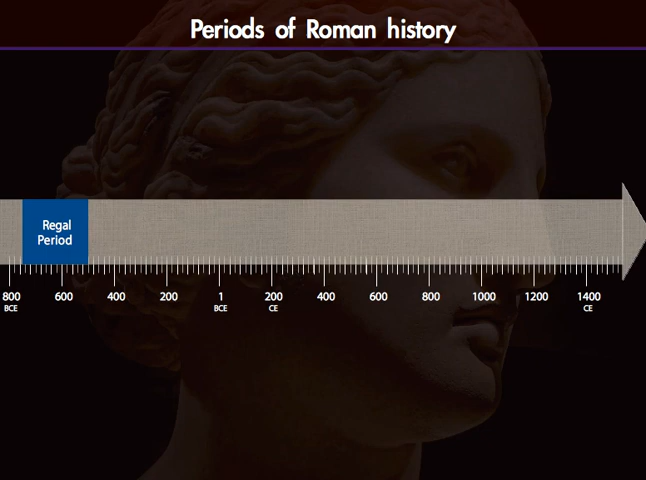 Periods of Roman history
Regal
Period
800 600 400 200 1 200 400 600 800 1000 1200 1400
BCE BCE CE CE